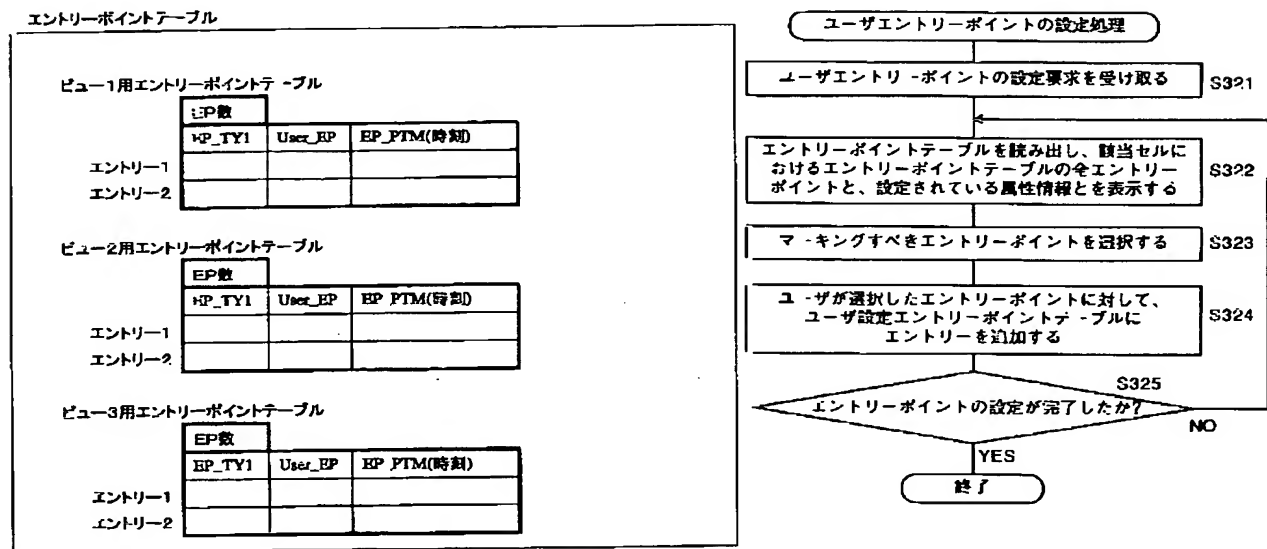 エントリーポイントテーブル
ビュー1用エントリーポイントテーブル
EP数
EP_TY1 User_EP EP_PTM(時刻)
エントリー1
エントリー2
ビュー2用エントリーポイントテーブル
EP数
EP_TY1 User_EP EP_PTM(時刻)
エントリー1
エントリー2
ビュー3用エントリーポイントテーブル
EP数
EP_TY1 User_EP EP_PTM(時刻)
エントリー1
エントリー2
ユーザエントリーポイントの設定処理
ユーザエントリーポイントの設定要求を受け取る
S321
エントリーポイントテーブルを読み出し、該当セルに
おけるエントリーポイントテーブルの全エントリー
ポイントと、設定されている属性情報とを表示する
S322
マーキングすべきエントリーポイントを選択する
S323
ユーザが選択したエントリーポイントに対して、
ユーザ設定エントリーポイントテーブルに
エントリーを追加する
S324
S325
エントリーポイントの設定が完了したか?
NO
YES
終了